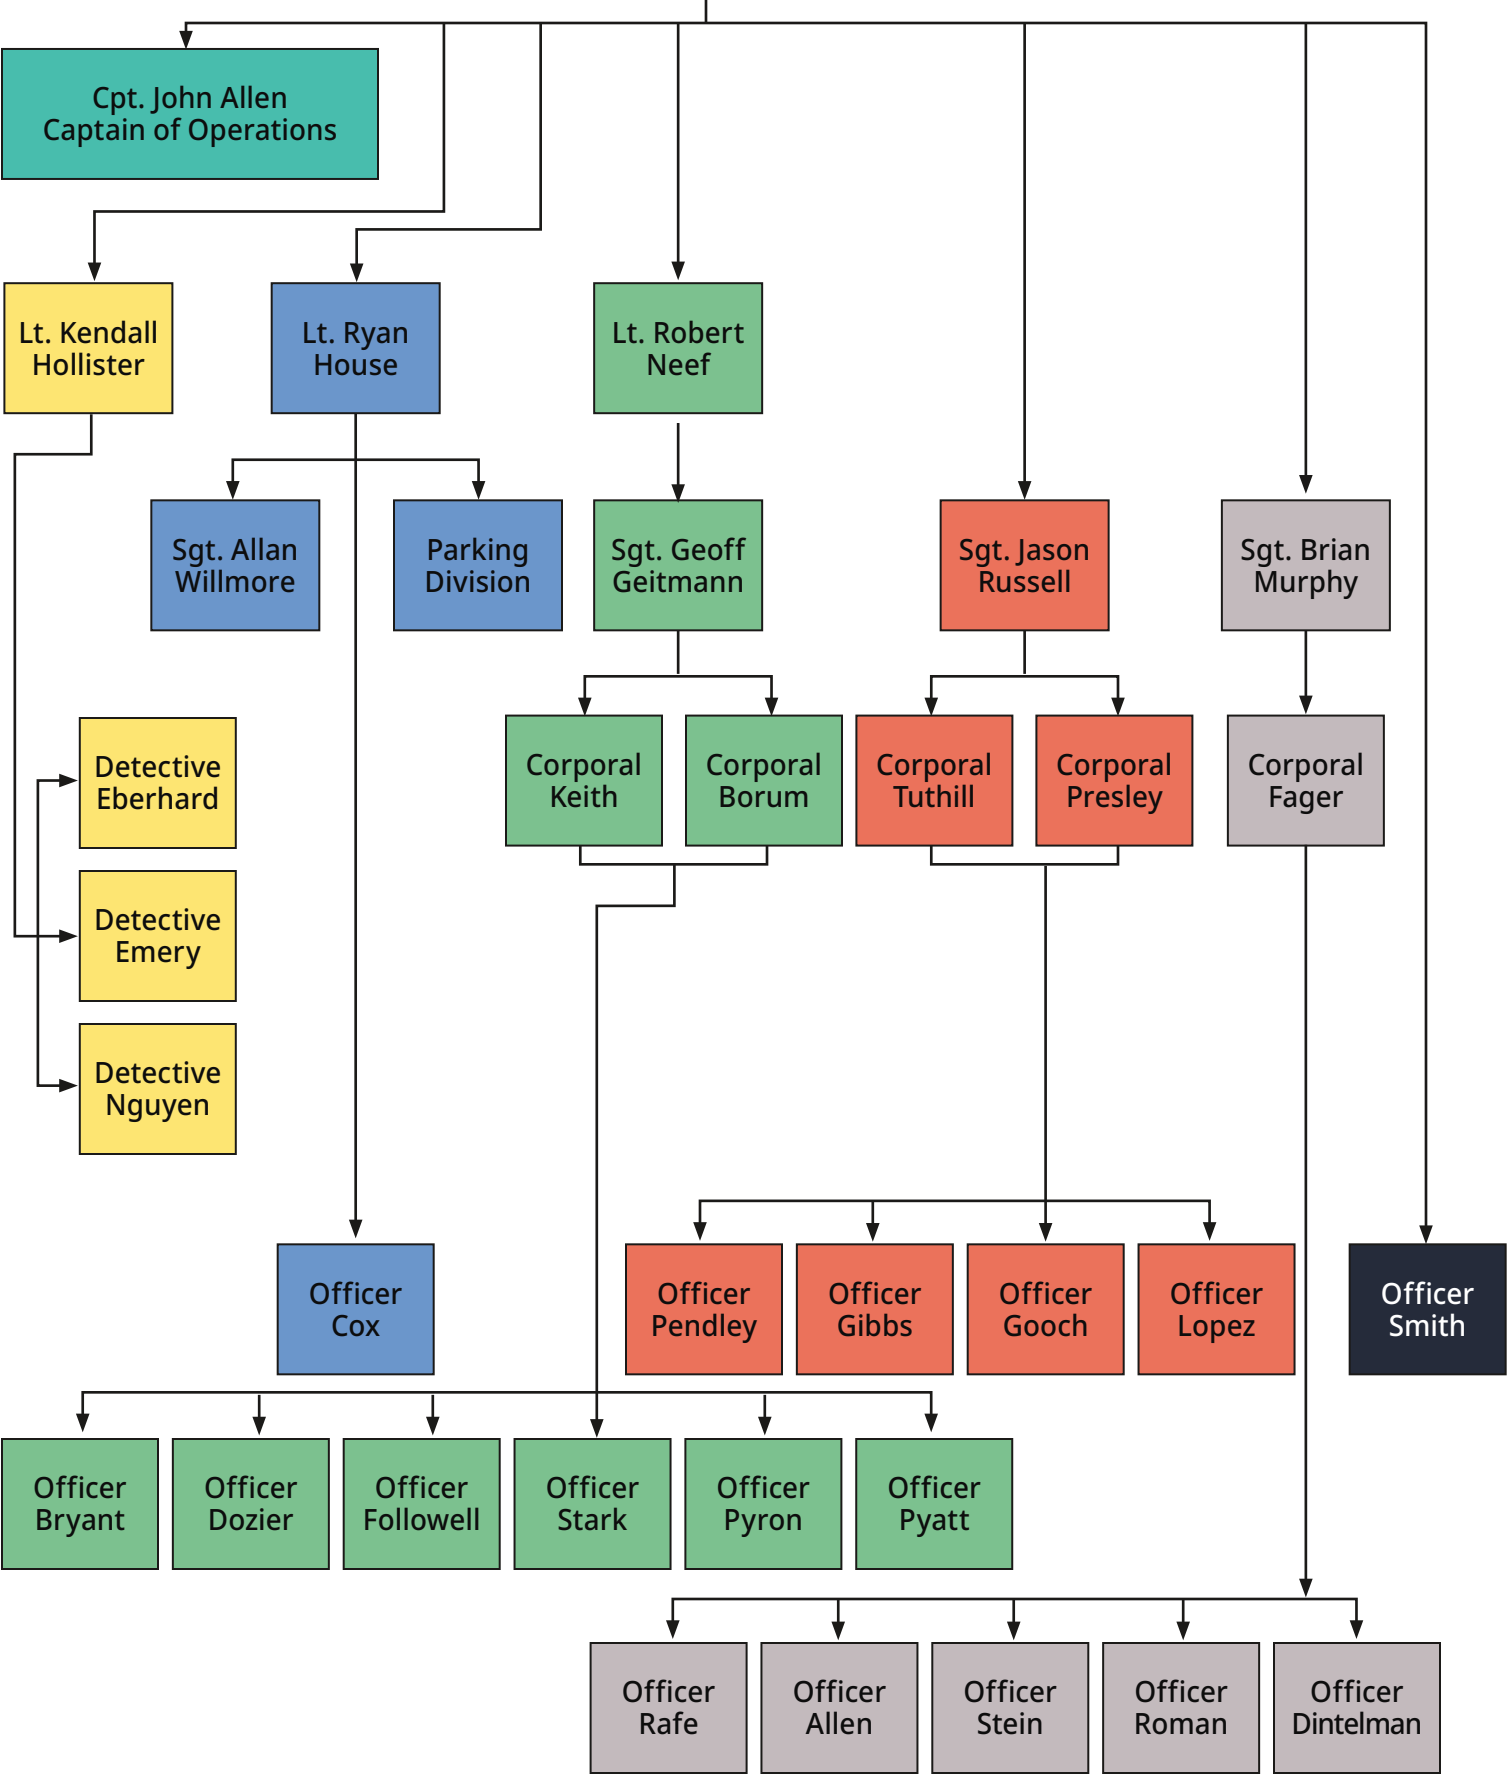 Cpt. John Allen
Captain of Operations
Lt. Kendall
Hollister
Lt. Ryan
House
Lt. Robert
Neef
Sgt. Allan
Willmore
Parking
Division
Sgt. Geoff
Geitmann
Sgt. Jason
Russell
Sgt. Brian
Murphy
Detective
Eberhard
Corporal
Keith
Corporal
Borum
Corporal
Tuthill
Corporal
Presley
Corporal
Fager
Detective
Emery
Detective
Nguyen
Officer
Cox
Officer
Pendley
Officer
Gibbs
Officer
Gooch
Officer
Lopez
Officer
Smith
Officer
Bryant
Officer
Dozier
Officer
Followell
Officer
Stark
Officer
Pyron
Officer
Pyatt
Officer
Rafe
Officer
Allen
Officer
Stein
Officer
Roman
Officer
Dintelman